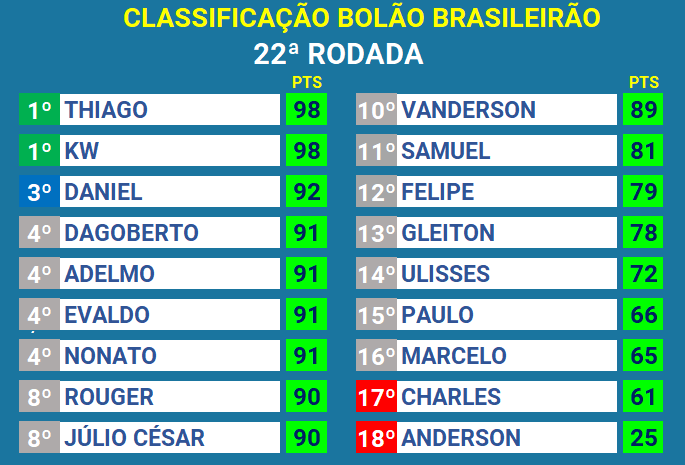 CLASSIFICAÇÃO BOLÃO BRASILEIRÃO
22ª RODADA
PTS
1º THIAGO 98
1º KW 98
3º DANIEL 92
4º DAGOBERTO 91
4º ADELMO 91
4º EVALDO 91
4º NONATO 91
8º ROUGER 90
8º JÚLIO CÉSAR 90
PTS
10º VANDERSON 89
11º SAMUEL 81
12º FELIPE 79
13º GLEITON 78
14º ULISSES 72
15º PAULO 66
16º MARCELO 65
17º CHARLES 61
18º ANDERSON 25